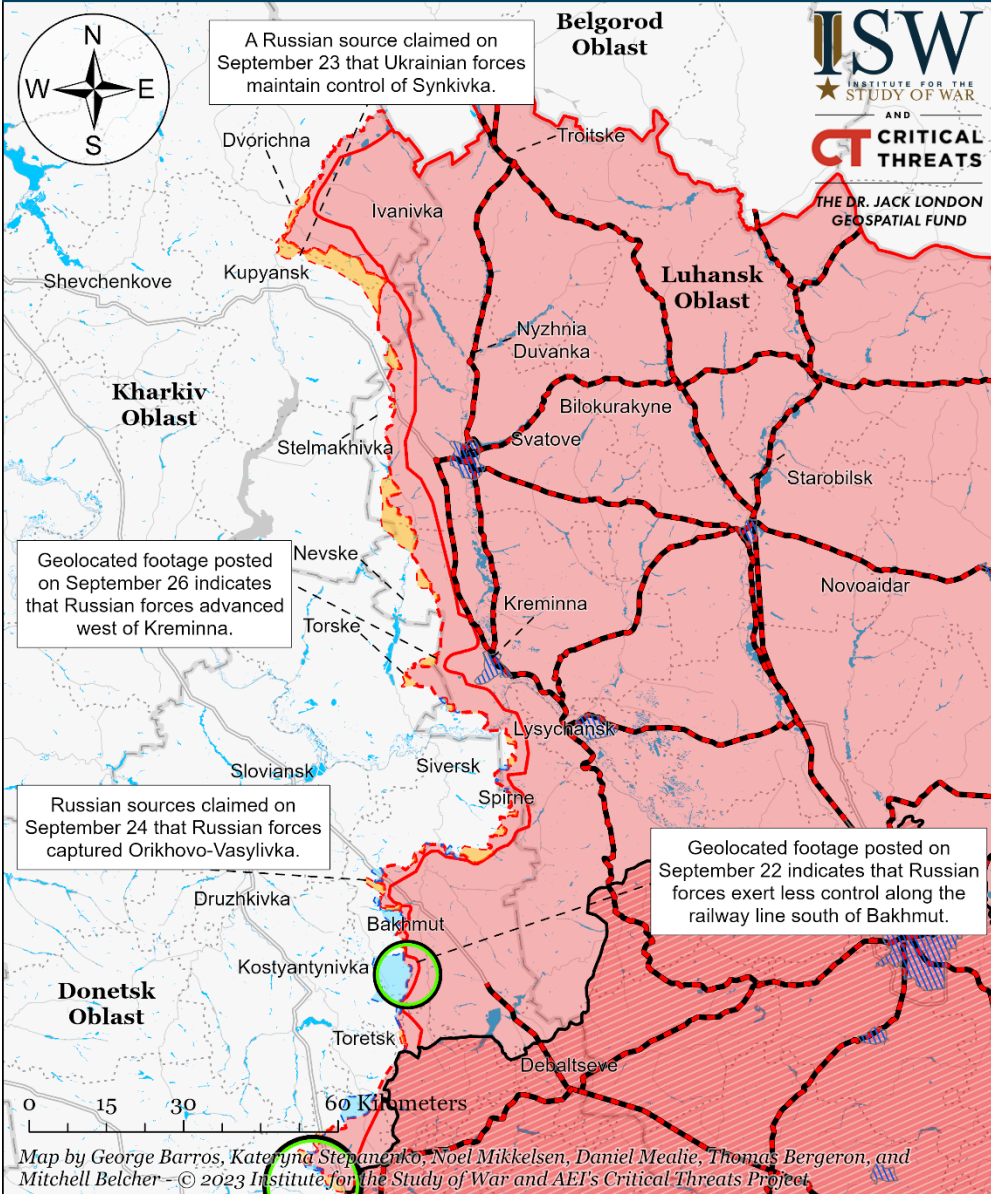 N
W
E
S
A Russian source claimed on
September 23 that Ukrainian forces
maintain control of Synkivka.
Belgorod
Oblast
ISW
INSTITUTE FOR THE
STUDY OF WAR
AND
CT CRITICAL
THREATS
THE DR. JACK LONDON
GEOSPATIAL FUND
Dvorichna
Troitske
Ivanivka
Shevchenkove
Kupyansk
Luhansk
Oblast
Nyzhnia
Duvanka
Kharkiv
Oblast
Bilokurakyne
Stelmakhivka
Svatove
Starobilsk
Geolocated footage posted
on September 26 indicates
that Russian forces advanced
west of Kreminna.
Nevske
Novoaidar
Kreminna
Torske
Lysychansk
Sloviansk
Siversk
Spirne
Russian sources claimed on
September 24 that Russian forces
captured Orikhovo-Vasylivka.
Geolocated footage posted on
September 22 indicates that Russian
forces exert less control along the
railway line south of Bakhmut.
Druzhkivka
Bakhmut
Kostyantynivka
Donetsk
Oblast
Toretsk
Debaltseve
0 15 30 60 Kilometers
Map by George Barros, Kateryna Stepanenko, Noel Mikkelsen, Daniel Mealie, Thomas Bergeron, and
Mitchell Belcher - © 2023 Institute for the Study of War and AEI's Critical Threats Project